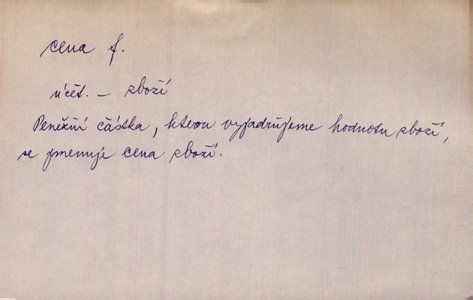 cena f.
účet. – zboží
Peněžní částka, kterou vyjadřujeme hodnotu zboží,
se jmenuje cena zboží.